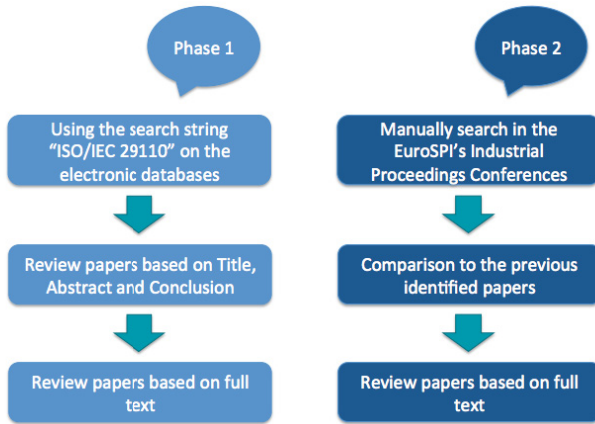 Phase 1
Using the search string
“ISO/IEC 29110” on the
electronic databases
Review papers based on Title,
Abstract and Conclusion
Review papers based on full
text
Phase 2
Manually search in the
EuroSPI’s Industrial
Proceedings Conferences
Comparison to the previous
identified papers
Review papers based on full
text